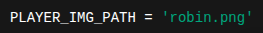 PLAYER_IMG_PATH = 'robin.png'